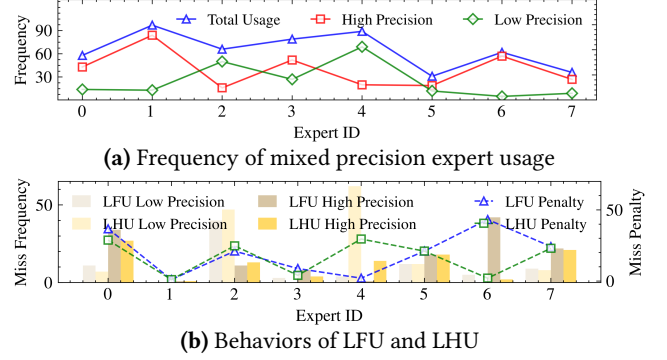 Total Usage High Precision Low Precision
Frequency
90
60
30
0 1 2 3 4 5 6 7
Expert ID
(a) Frequency of mixed precision expert usage
LFU Low Precision LFU High Precision LFU Penalty
LHU Low Precision LHU High Precision LHU Penalty
Miss Frequency
50
0
50
0
Miss Penalty
0 1 2 3 4 5 6 7
Expert ID
(b) Behaviors of LFU and LHU